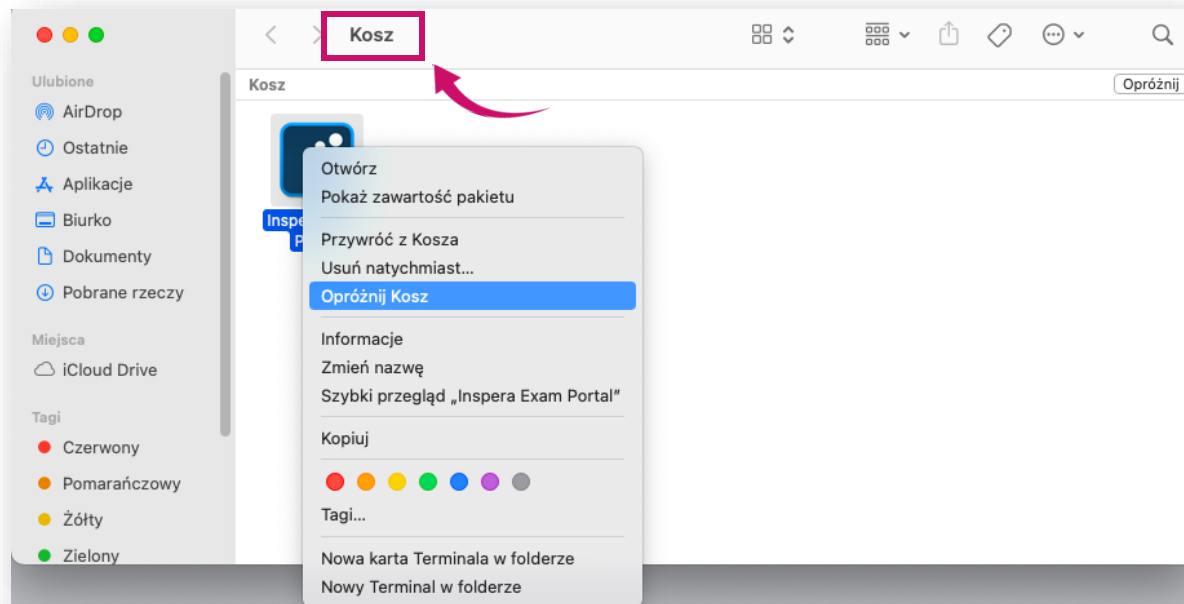 Kosz
Ulubione
AirDrop
Ostatnie
Aplikacje
Biurko
Dokumenty
Pobrane rzeczy
Miejsca
iCloud Drive
Tagi
Czerwony
Pomarańczowy
Żółty
Zielony
Kosz
Opróżnij
Otwórz
Pokaż zawartość pakietu
Przywróć z Kosza
Usuń natychmiast...
Opróżnij Kosz
Informacje
Zmień nazwę
Szybki przegląd „Inspera Exam Portal”
Kopiuj
Tagi...
Nowa karta Terminala w folderze
Nowy Terminal w folderze